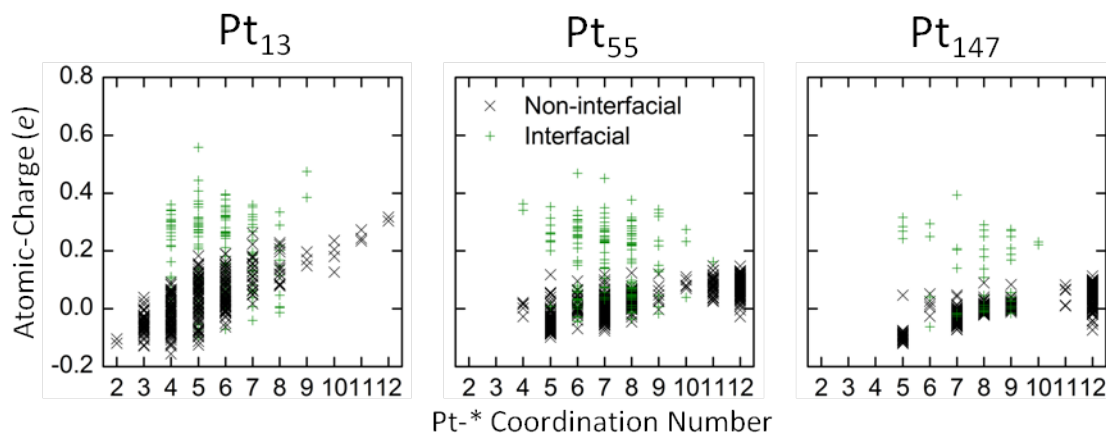 Pt₁₃ Pt₅₅ Pt₁₄₇
0.8
0.6
0.4
0.2
0.0
-0.2
Atomic-Charge (e)
× Non-interfacial
+ Interfacial
2 3 4 5 6 7 8 9 10 11 12
2 3 4 5 6 7 8 9 10 11 12
2 3 4 5 6 7 8 9 10 11 12
Pt-* Coordination Number